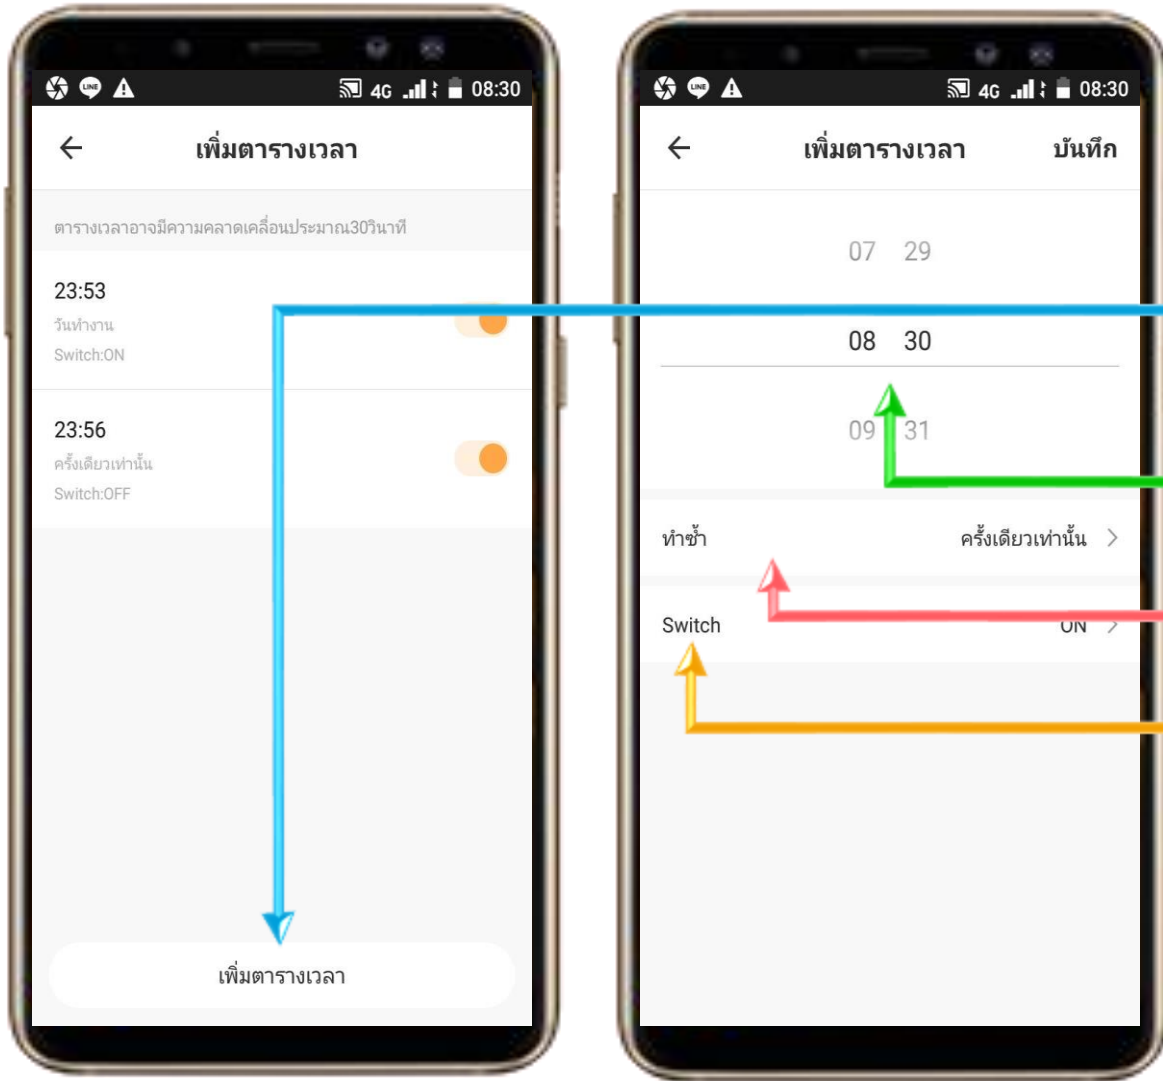 LINE 4G 08:30
เพิ่มตารางเวลา
ตารางเวลาอาจมีความคลาดเคลื่อนประมาณ30วินาที
23:53
วันทำงาน
Switch:ON
23:56
ครั้งเดียวเท่านั้น
Switch:OFF
เพิ่มตารางเวลา
LINE 4G 08:30
เพิ่มตารางเวลา บันทึก
07 29
08 30
09 31
ทำซ้ำ ครั้งเดียวเท่านั้น
Switch ON